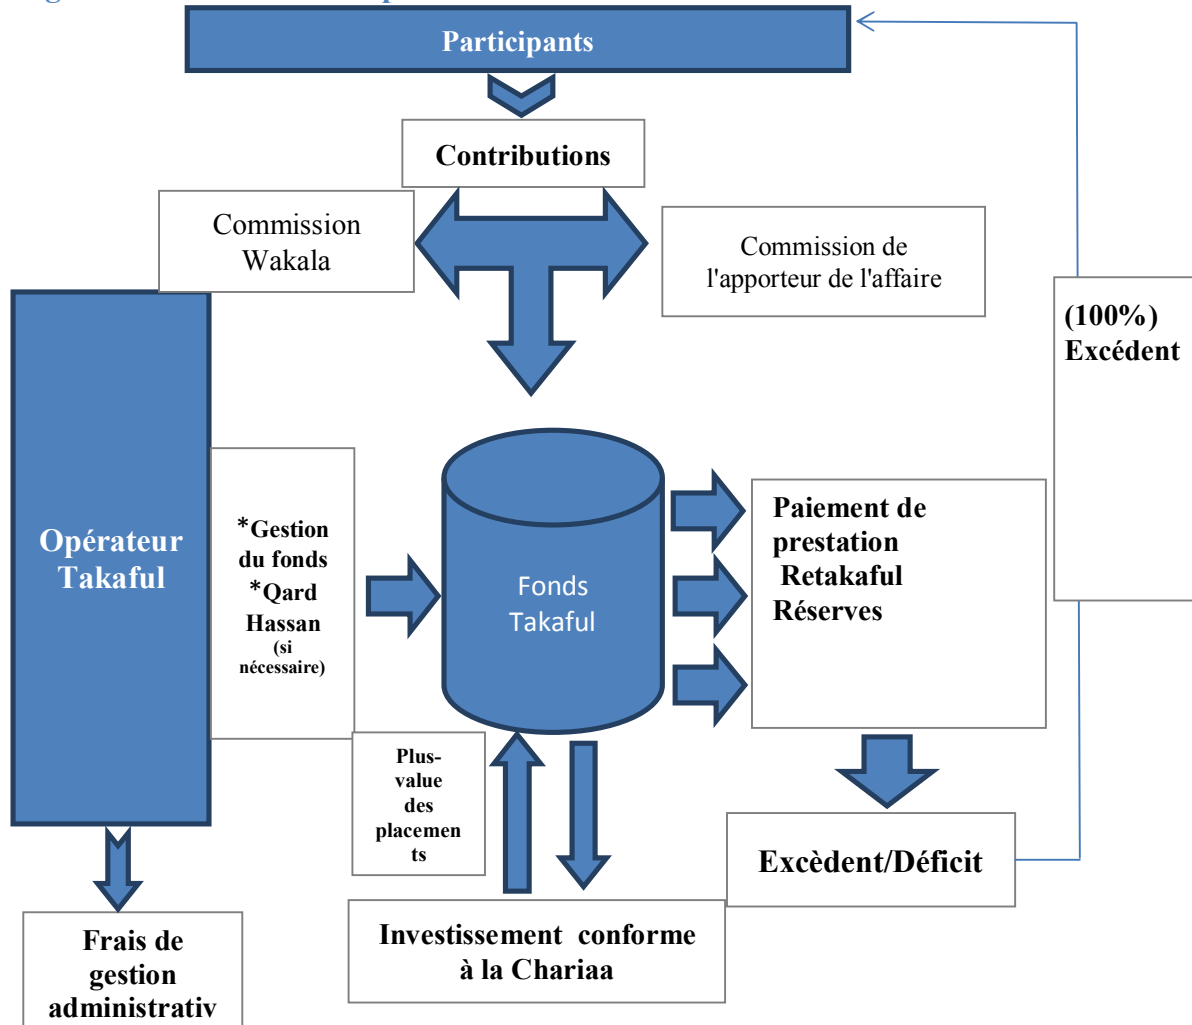 Participants
Contributions
Commission
Wakala
Commission de
l'apporteur de l'affaire
(100%)
Excédent
Opérateur
Takaful
*Gestion
du fonds
*Qard
Hassan
(si
nécessaire)
Fonds
Takaful
Paiement de
prestation
Retakaful
Réserves
Plus-
value
des
placemen
ts
Excèdent/Déficit
Investissement conforme
à la Chariaa
Frais de
gestion
administrativ